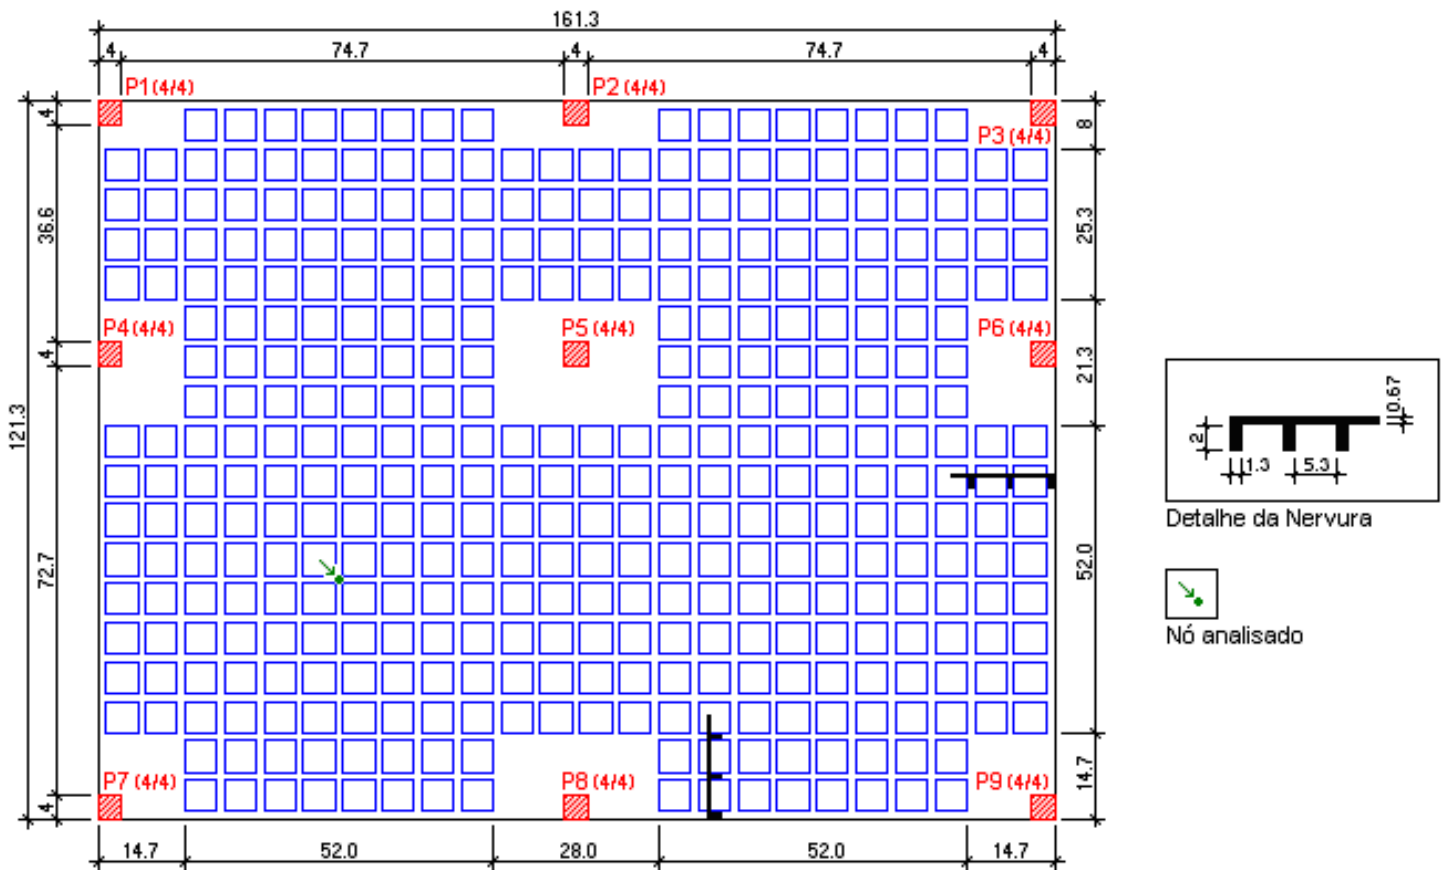 161.3
4 74.7 4 74.7 4
P1 (4/4) P2 (4/4)
P3 (4/4)
4 8
36.6 25.3
P4 (4/4) P5 (4/4) P6 (4/4)
4 21.3
121.3
0.67
2
1.3 5.3
Detalhe da Nervura
72.7 52.0
Nó analisado
P7 (4/4) P8 (4/4) P9 (4/4)
4 14.7
14.7 52.0 28.0 52.0 14.7